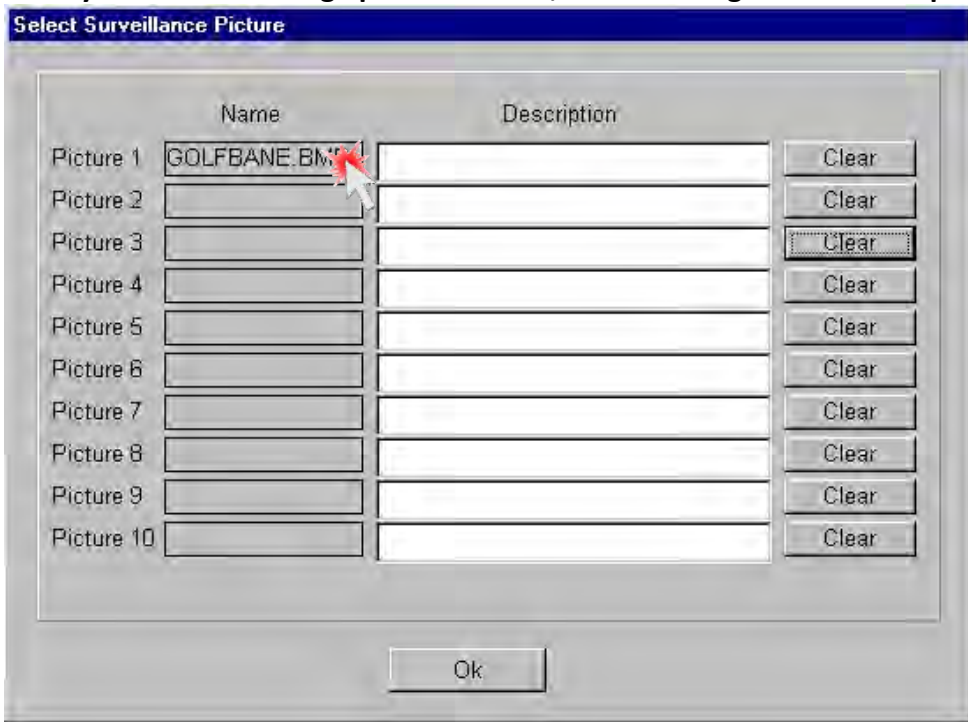 Select Surveillance Picture
Name Description
Picture 1 GOLFBANE.BM Clear
Picture 2 Clear
Picture 3 Clear
Picture 4 Clear
Picture 5 Clear
Picture 6 Clear
Picture 7 Clear
Picture 8 Clear
Picture 9 Clear
Picture 10 Clear
Ok